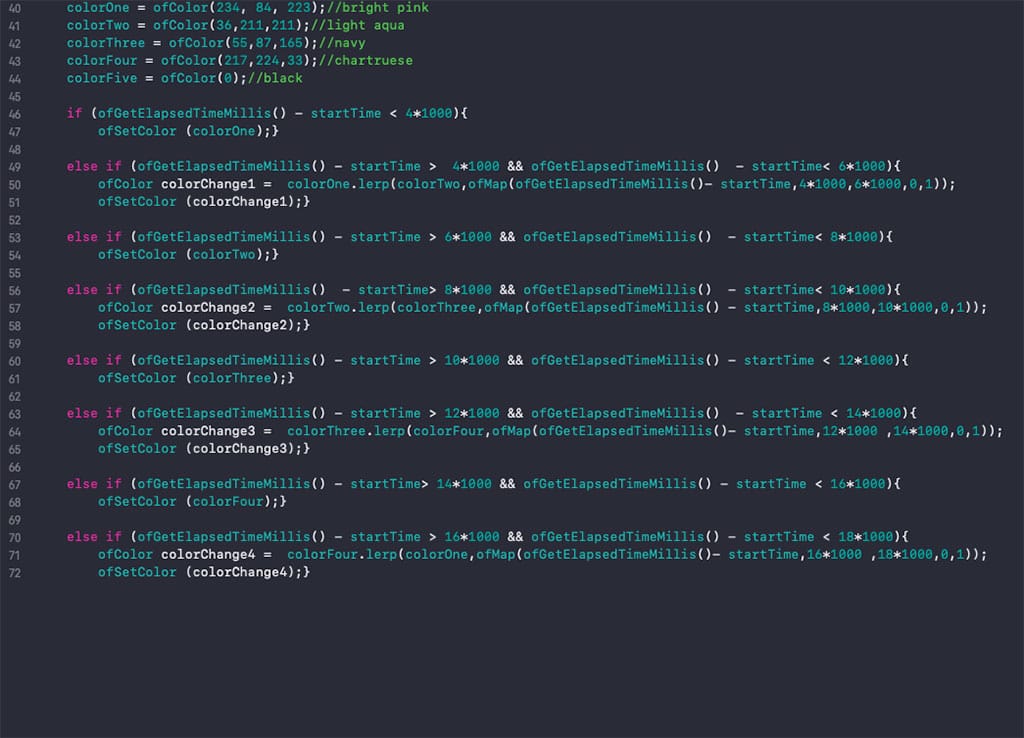 40 colorOne = ofColor(234, 84, 223);//bright pink
41 colorTwo = ofColor(36,211,211);//light aqua
42 colorThree = ofColor(55,87,165);//navy
43 colorFour = ofColor(217,224,33);//chartruese
44 colorFive = ofColor(0);//black
45
46 if (ofGetElapsedTimeMillis() - startTime < 4*1000){
47 ofSetColor (colorOne);}
48
49 else if (ofGetElapsedTimeMillis() - startTime >  4*1000 && ofGetElapsedTimeMillis()  - startTime< 6*1000){
50 ofColor colorChange1 =  colorOne.lerp(colorTwo,ofMap(ofGetElapsedTimeMillis()- startTime,4*1000,6*1000,0,1));
51 ofSetColor (colorChange1);}
52
53 else if (ofGetElapsedTimeMillis() - startTime > 6*1000 && ofGetElapsedTimeMillis()  - startTime< 8*1000){
54 ofSetColor (colorTwo);}
55
56 else if (ofGetElapsedTimeMillis()  - startTime> 8*1000 && ofGetElapsedTimeMillis()  - startTime< 10*1000){
57 ofColor colorChange2 =  colorTwo.lerp(colorThree,ofMap(ofGetElapsedTimeMillis() - startTime,8*1000,10*1000,0,1));
58 ofSetColor (colorChange2);}
59
60 else if (ofGetElapsedTimeMillis() - startTime > 10*1000 && ofGetElapsedTimeMillis() - startTime < 12*1000){
61 ofSetColor (colorThree);}
62
63 else if (ofGetElapsedTimeMillis() - startTime > 12*1000 && ofGetElapsedTimeMillis()  - startTime < 14*1000){
64 ofColor colorChange3 =  colorThree.lerp(colorFour,ofMap(ofGetElapsedTimeMillis()- startTime,12*1000 ,14*1000,0,1));
65 ofSetColor (colorChange3);}
66
67 else if (ofGetElapsedTimeMillis() - startTime> 14*1000 && ofGetElapsedTimeMillis() - startTime < 16*1000){
68 ofSetColor (colorFour);}
69
70 else if (ofGetElapsedTimeMillis() - startTime > 16*1000 && ofGetElapsedTimeMillis() - startTime < 18*1000){
71 ofColor colorChange4 =  colorFour.lerp(colorOne,ofMap(ofGetElapsedTimeMillis()- startTime,16*1000 ,18*1000,0,1));
72 ofSetColor (colorChange4);}